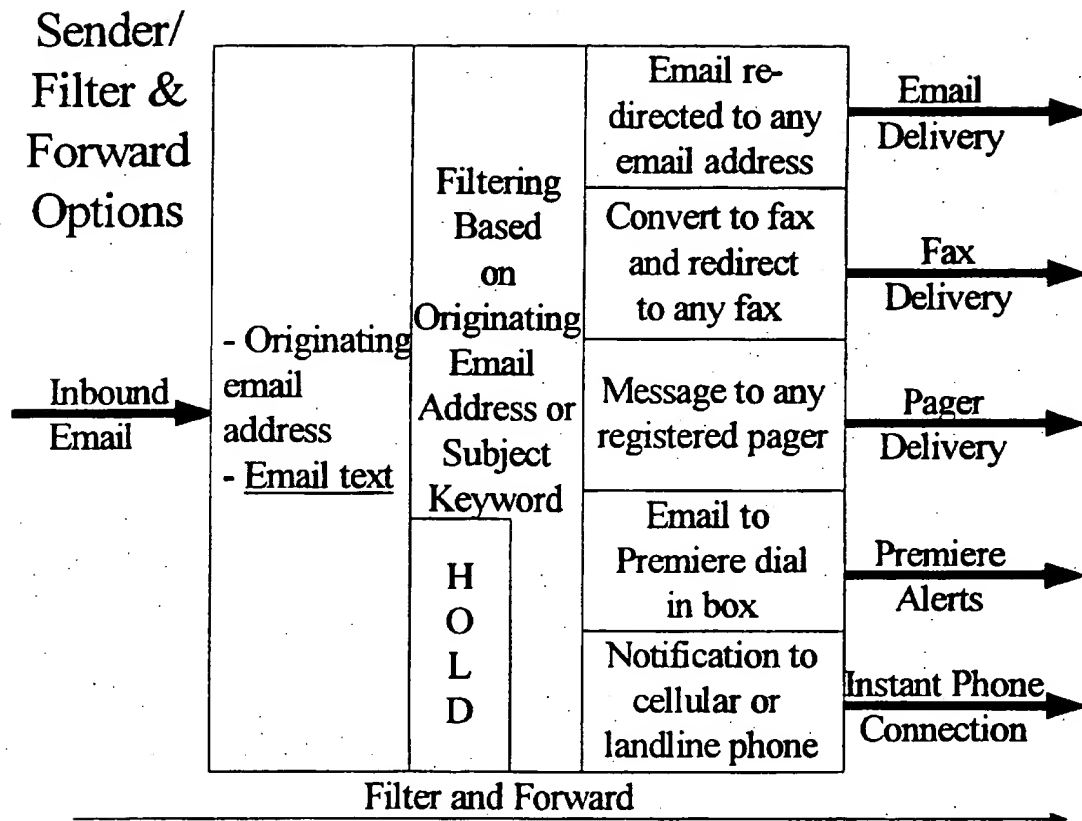 Sender/
Filter &
Forward
Options
Inbound
Email
- Originating
email
address
- Email text
Filtering
Based
on
Originating
Email
Address or
Subject
Keyword
H
O
L
D
Email re-
directed to any
email address
Convert to fax
and redirect
to any fax
Message to any
registered pager
Email to
Premiere dial
in box
Notification to
cellular or
landline phone
Email
Delivery
Fax
Delivery
Pager
Delivery
Premiere
Alerts
Instant Phone
Connection
Filter and Forward